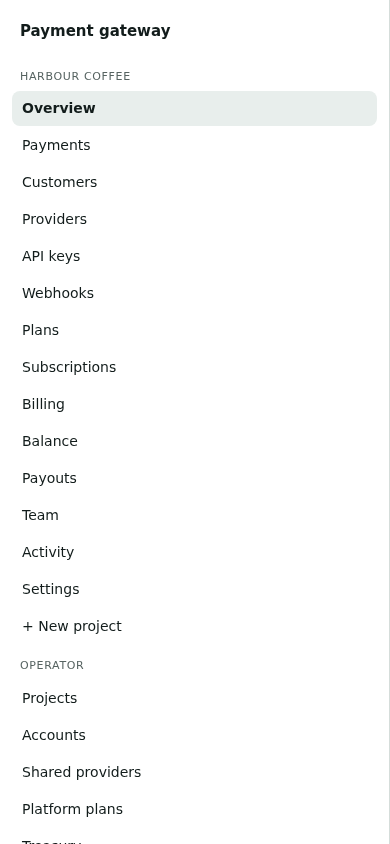 Payment gateway
HARBOUR COFFEE
Overview
Payments
Customers
Providers
API keys
Webhooks
Plans
Subscriptions
Billing
Balance
Payouts
Team
Activity
Settings
+ New project
OPERATOR
Projects
Accounts
Shared providers
Platform plans